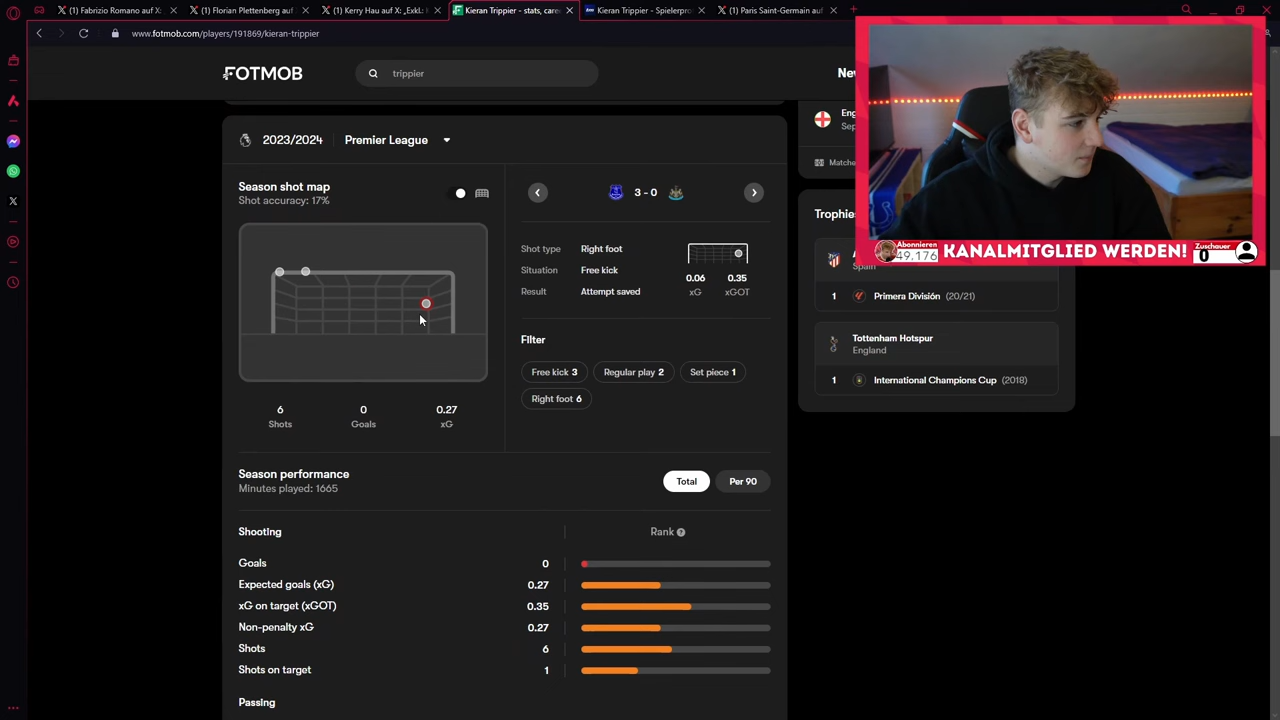 (1) Fabrizio Romano auf X:
(1) Florian Plettenberg auf
(1) Kerry Hau auf X: „Exkl.:
Kieran Trippier - stats, caree
Kieran Trippier - Spielerpro
(1) Paris Saint-Germain auf
www.fotmob.com/players/191869/kieran-trippier
FOTMOB
trippier
New
2023/2024
Premier League
Season shot map
Shot accuracy: 17%
6
Shots
0
Goals
0.27
xG
3 - 0
Shot type Right foot
Situation Free kick
Result Attempt saved
0.06
xG
0.35
xGOT
Filter
Free kick 3
Regular play 2
Set piece 1
Right foot 6
Season performance
Minutes played: 1665
Total
Per 90
Shooting
Rank ?
Goals 0
Expected goals (xG) 0.27
xG on target (xGOT) 0.35
Non-penalty xG 0.27
Shots 6
Shots on target 1
Passing
Eng
Sep
Matche
Trophie
A
Spain
1 Primera División (20/21)
Tottenham Hotspur
England
1 International Champions Cup (2018)
Abonnieren
49.176
KANALMITGLIED WERDEN!
Zuschauer
0